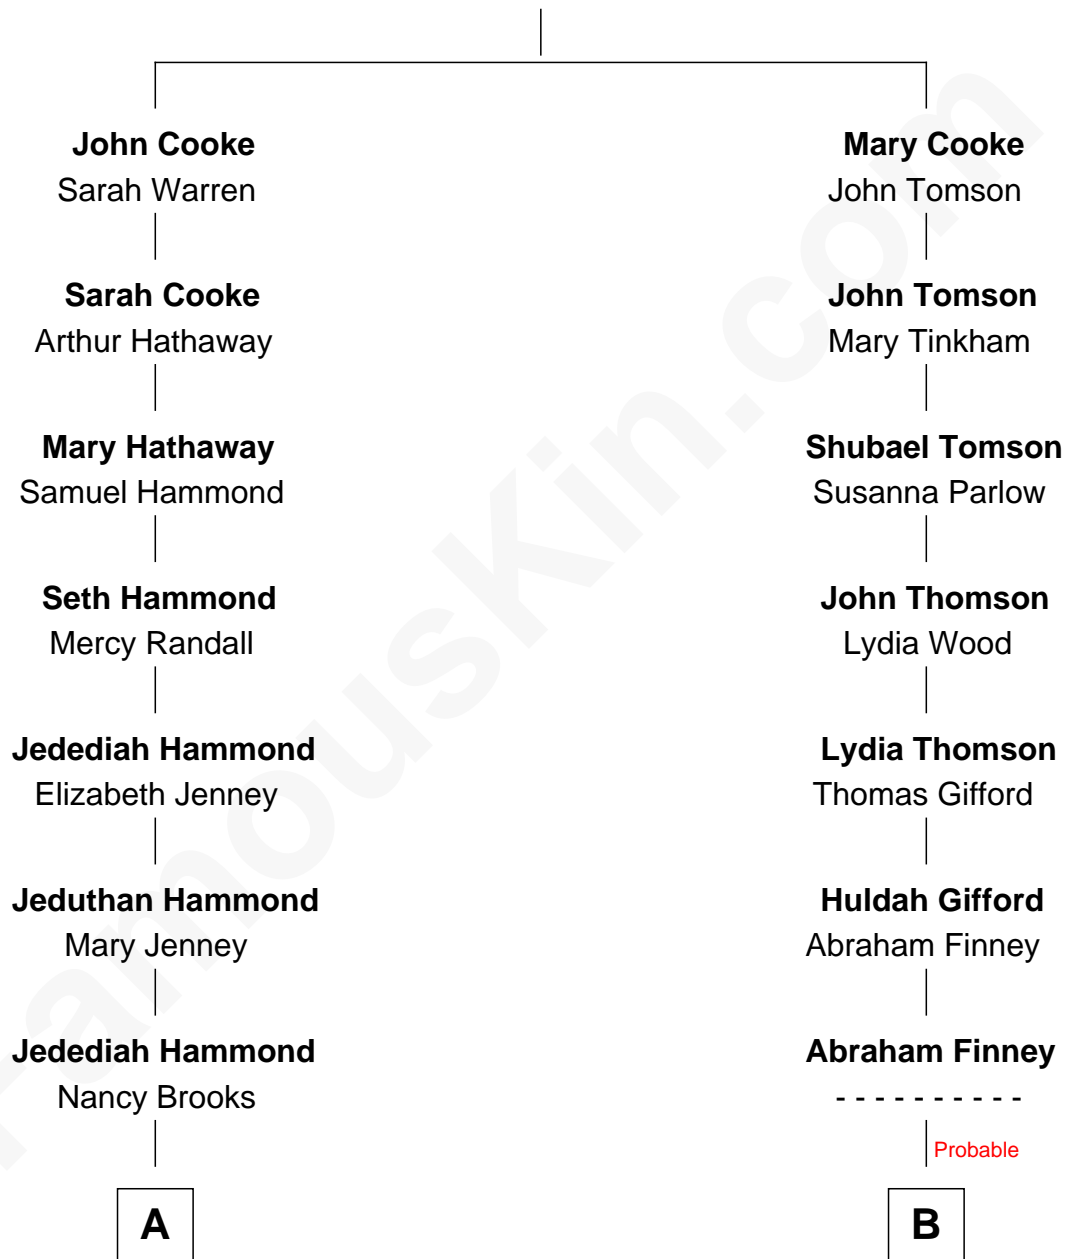 John Cooke
Sarah Warren
Sarah Cooke
Arthur Hathaway
Mary Hathaway
Samuel Hammond
Seth Hammond
Mercy Randall
Jedediah Hammond
Elizabeth Jenney
Jeduthan Hammond
Mary Jenney
Jedediah Hammond
Nancy Brooks
A
Mary Cooke
John Tomson
John Tomson
Mary Tinkham
Shubael Tomson
Susanna Parlow
John Thomson
Lydia Wood
Lydia Thomson
Thomas Gifford
Huldah Gifford
Abraham Finney
Abraham Finney
- - - - - - - - - -
Probable
B
FamousKin.com